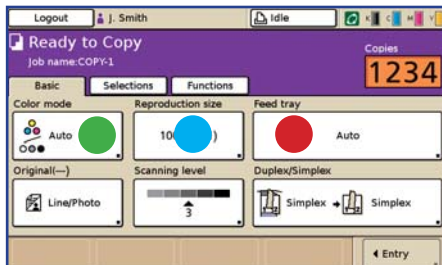 Logout
J. Smith
Idle
K C M Y
Ready to Copy
Job name:COPY-1
Copies
1234
Basic
Selections
Functions
Color mode
Reproduction size
Feed tray
Auto
Auto
Original(—)
Scanning level
Duplex/Simplex
Line/Photo
3
Simplex
Simplex
Entry